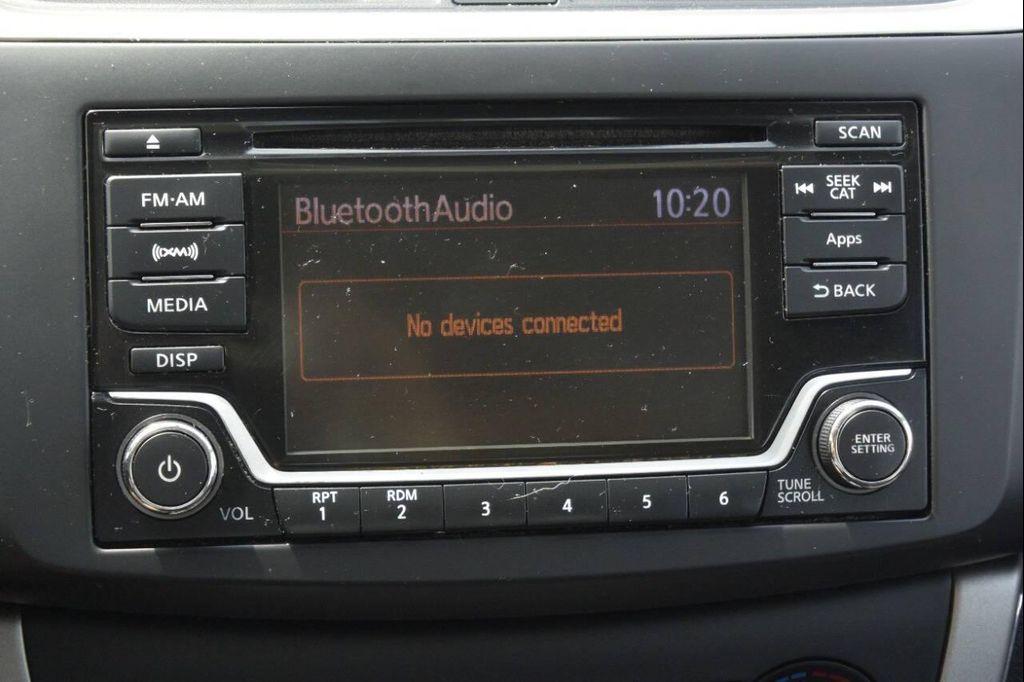 SCAN
FM·AM
SEEK
CAT
XM
Apps
MEDIA
BACK
DISP
BluetoothAudio 10:20
No devices connected
VOL
RPT
1
RDM
2
3
4
5
6
ENTER
SETTING
TUNE
SCROLL